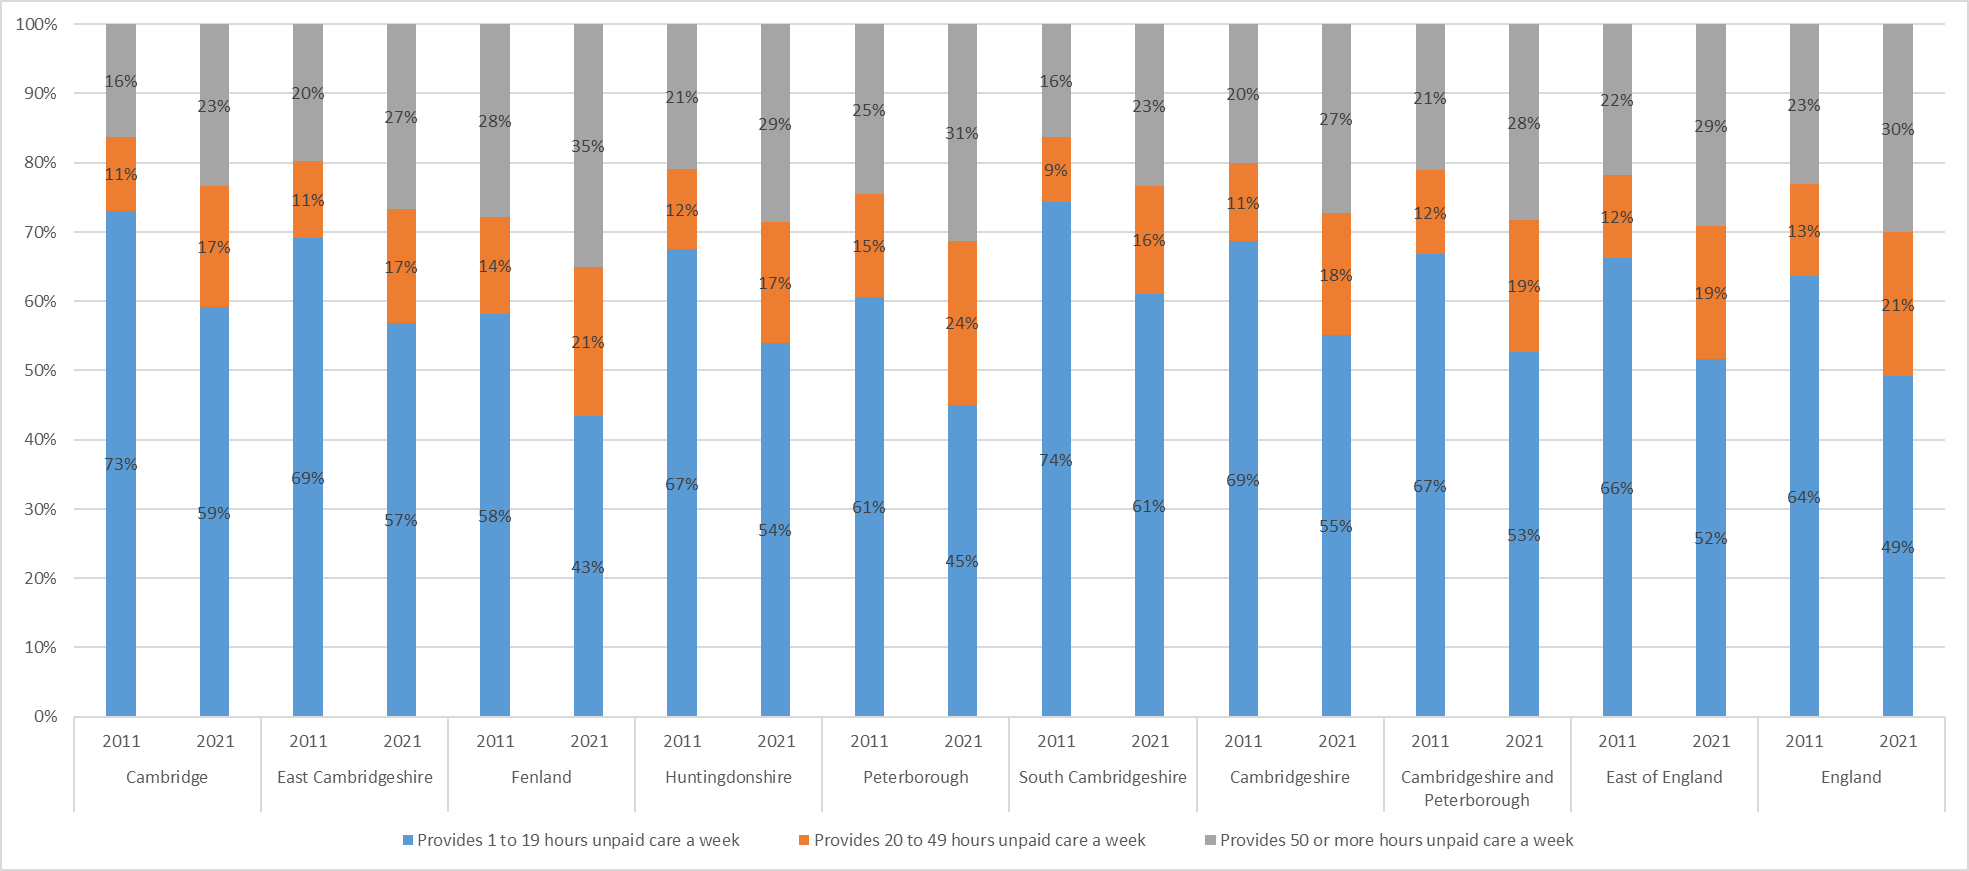 100%
90%
80%
70%
60%
50%
40%
30%
20%
10%
0%
16% 23% 20% 27% 28% 35% 21% 29% 25% 31% 16% 23% 20% 27% 21% 28% 22% 29% 23% 30%
11% 17% 11% 17% 14% 21% 12% 17% 15% 24% 9% 16% 11% 18% 12% 19% 12% 19% 13% 21%
73% 59% 69% 57% 58% 43% 67% 54% 61% 45% 74% 61% 69% 55% 67% 53% 66% 52% 64% 49%
2011 2021 2011 2021 2011 2021 2011 2021 2011 2021 2011 2021 2011 2021 2011 2021 2011 2021 2011 2021
Cambridge East Cambridgeshire Fenland Huntingdonshire Peterborough South Cambridgeshire Cambridgeshire Cambridgeshire and East of England England
Peterborough
Provides 1 to 19 hours unpaid care a week Provides 20 to 49 hours unpaid care a week Provides 50 or more hours unpaid care a week